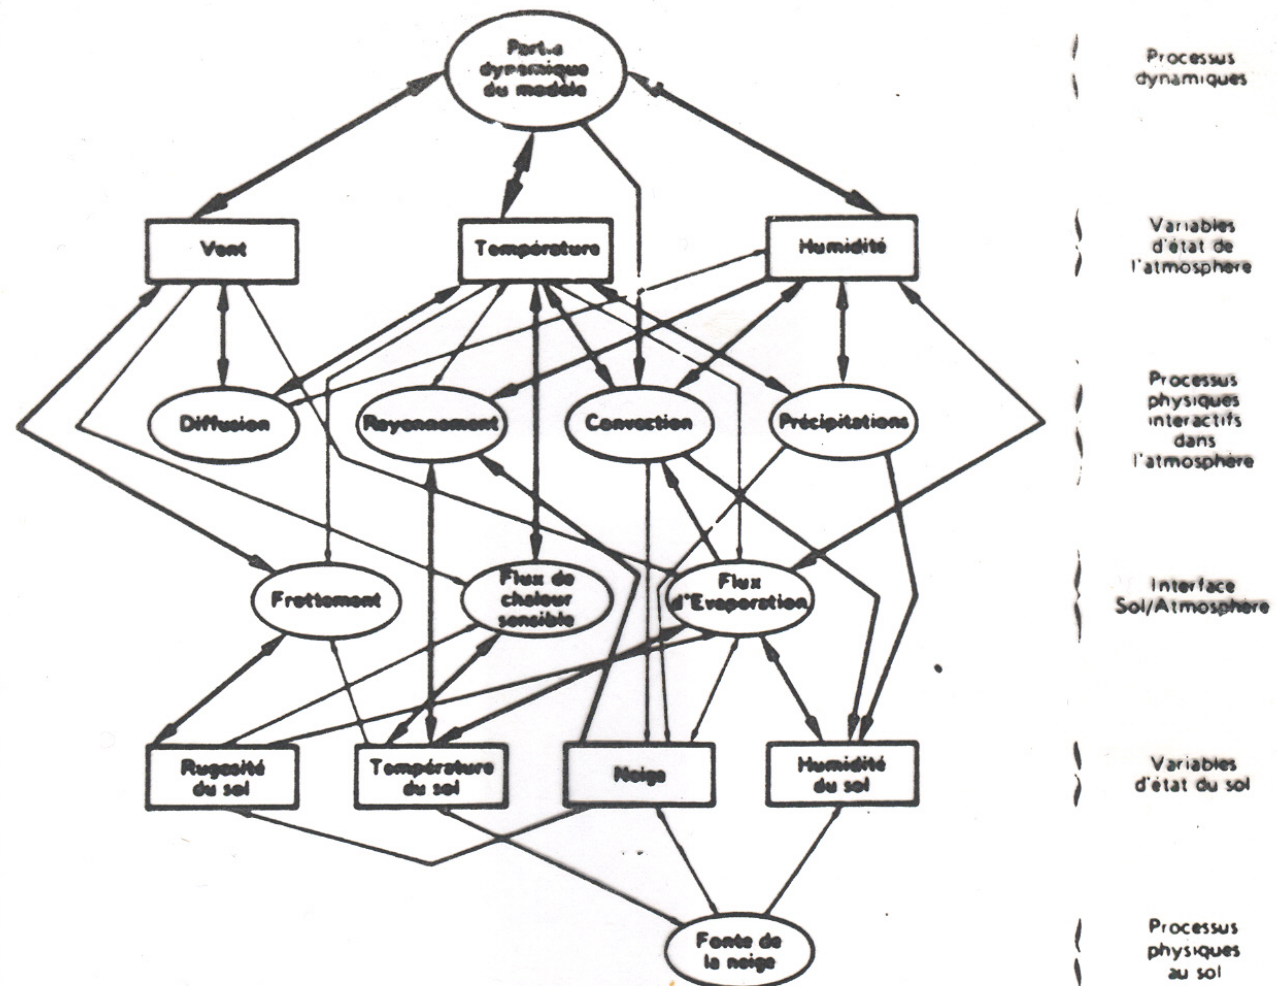 Partie
dynamique
du modèle
Processus
dynamiques
Vent
Température
Humidité
Variables
d'état de
l'atmosphère
Diffusion
Rayonnement
Convection
Précipitations
Processus
physiques
interactifs
dans
l'atmosphère
Frottement
Flux de
chaleur
sensible
Flux
d'Evaporation
Interface
Sol/Atmosphère
Rugosité
du sol
Température
du sol
Neige
Humidité
du sol
Variables
d'état du sol
Fonte de
la neige
Processus
physiques
au sol